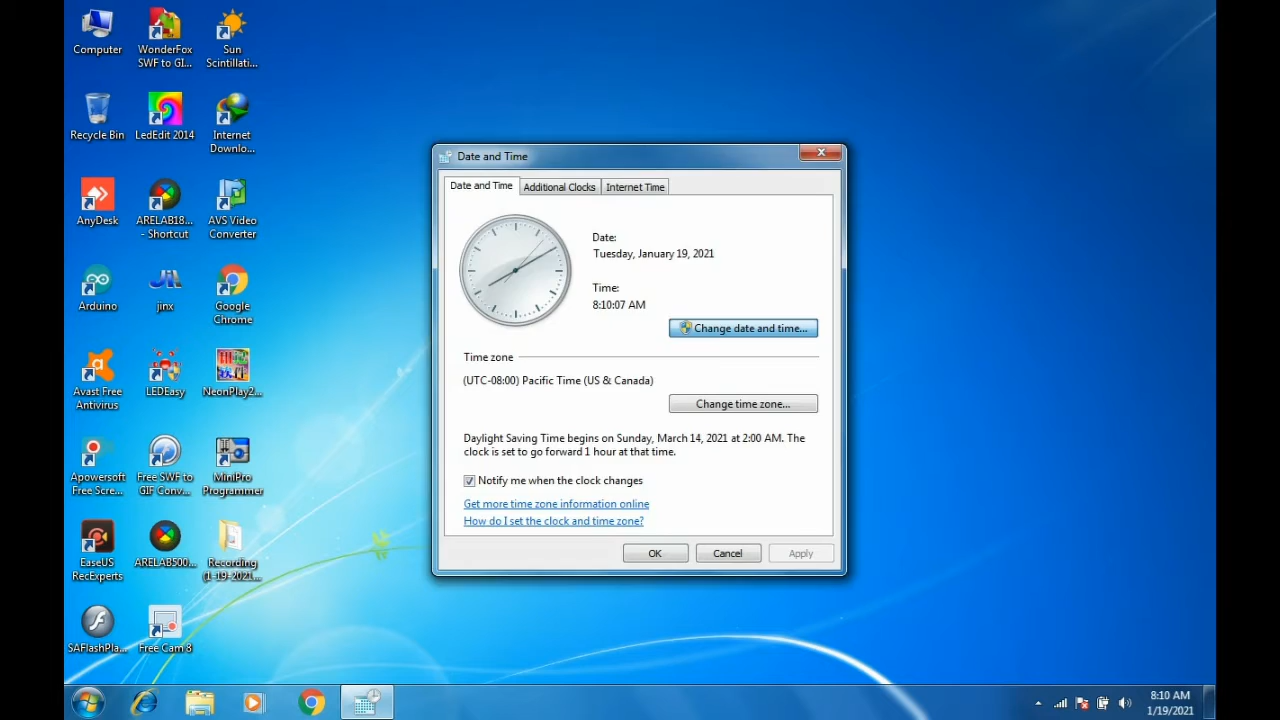 Computer
WonderFox
SWF to GI...
Sun
Scintillati...
Recycle Bin
LedEdit 2014
Internet
Downlo...
AnyDesk
ARELAB18...
- Shortcut
AVS Video
Converter
Arduino
jinx
Google
Chrome
Avast Free
Antivirus
LEDEasy
NeonPlay2...
Apowersoft
Free Scre...
Free SWF to
GIF Conv...
MiniPro
Programmer
EaseUS
RecExperts
ARELAB500...
Recording
(1-19-2021...
SAFlashPla...
Free Cam 8
Date and Time
Date and Time
Additional Clocks
Internet Time
Date:
Tuesday, January 19, 2021
Time:
8:10:07 AM
Change date and time...
Time zone
(UTC-08:00) Pacific Time (US & Canada)
Change time zone...
Daylight Saving Time begins on Sunday, March 14, 2021 at 2:00 AM. The
clock is set to go forward 1 hour at that time.
Notify me when the clock changes
Get more time zone information online
How do I set the clock and time zone?
OK
Cancel
Apply
8:10 AM
1/19/2021